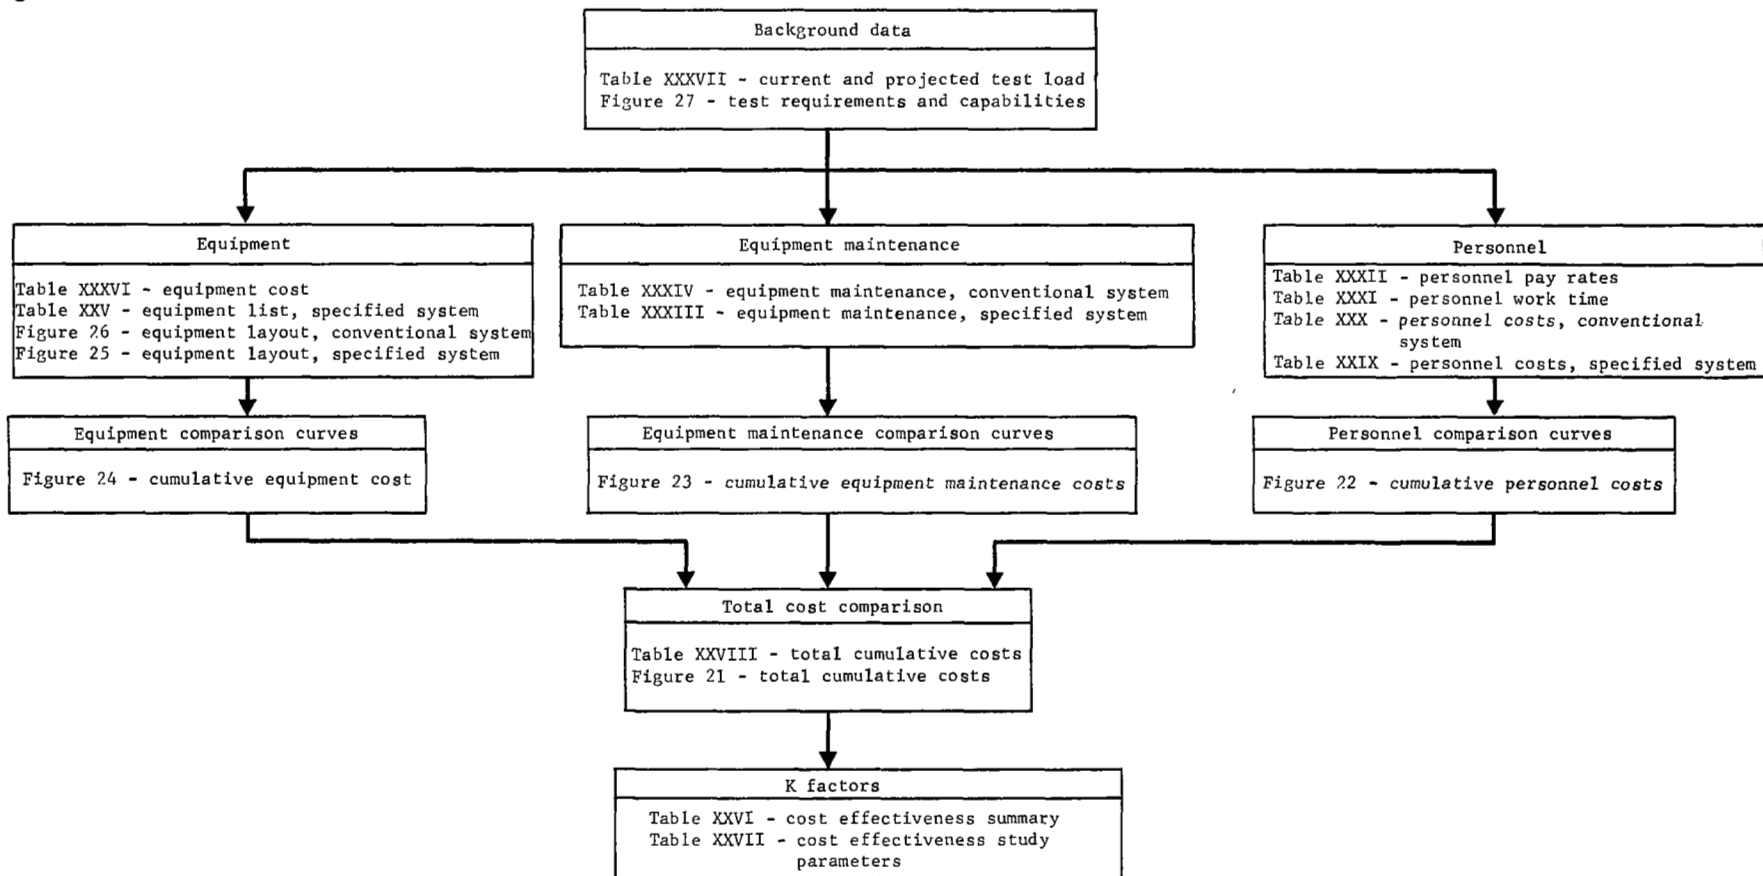 Background data
Table XXXVII - current and projected test load
Figure 27 - test requirements and capabilities
Equipment
Table XXXVI - equipment cost
Table XXV - equipment list, specified system
Figure 26 - equipment layout, conventional system
Figure 25 - equipment layout, specified system
Equipment maintenance
Table XXXIV - equipment maintenance, conventional system
Table XXXIII - equipment maintenance, specified system
Personnel
Table XXXII - personnel pay rates
Table XXXI - personnel work time
Table XXX - personnel costs, conventional
system
Table XXIX - personnel costs, specified system
Equipment comparison curves
Figure 24 - cumulative equipment cost
Equipment maintenance comparison curves
Figure 23 - cumulative equipment maintenance costs
Personnel comparison curves
Figure 22 - cumulative personnel costs
Total cost comparison
Table XXVIII - total cumulative costs
Figure 21 - total cumulative costs
K factors
Table XXVI - cost effectiveness summary
Table XXVII - cost effectiveness study
parameters